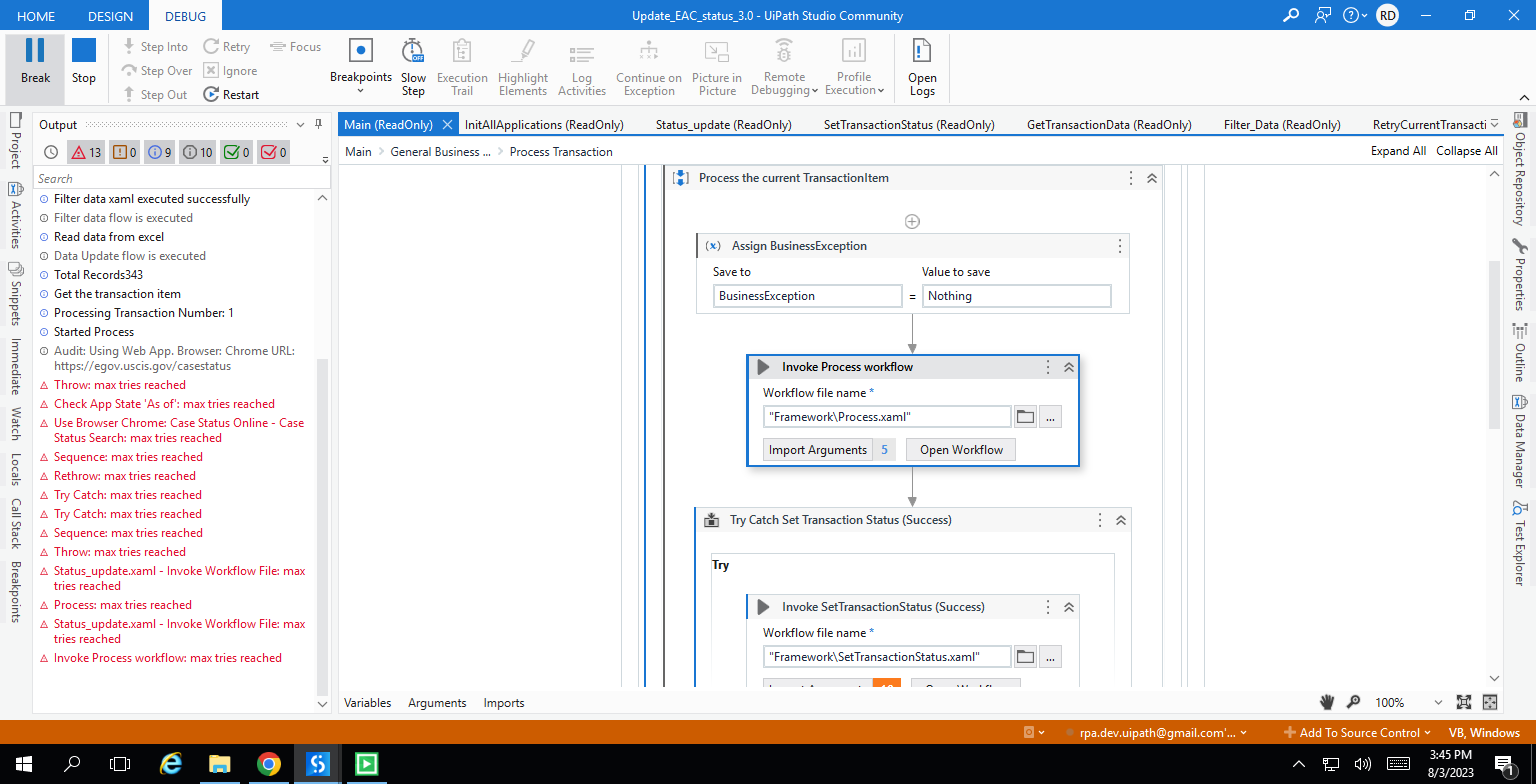 HOME DESIGN DEBUG Update_EAC_status_3.0 - UiPath Studio Community RD
Break
Stop
Step Into
Step Over
Step Out
Retry
Ignore
Restart
Focus
Breakpoints
Slow
Step
OFF
Execution
Trail
Highlight
Elements
Log
Activities
Continue on
Exception
Picture in
Picture
Remote
Debugging
Profile
Execution
Open
Logs
Project
Activities
Snippets
Immediate
Watch
Locals
Call Stack
Breakpoints
Output
13 0 9 10 0 0
Search
Filter data xaml executed successfully
Filter data flow is executed
Read data from excel
Data Update flow is executed
Total Records343
Get the transaction item
Processing Transaction Number: 1
Started Process
Audit: Using Web App. Browser: Chrome URL:
https://egov.uscis.gov/casestatus
Throw: max tries reached
Check App State 'As of': max tries reached
Use Browser Chrome: Case Status Online - Case
Status Search: max tries reached
Sequence: max tries reached
Rethrow: max tries reached
Try Catch: max tries reached
Try Catch: max tries reached
Sequence: max tries reached
Throw: max tries reached
Status_update.xaml - Invoke Workflow File: max
tries reached
Process: max tries reached
Status_update.xaml - Invoke Workflow File: max
tries reached
Invoke Process workflow: max tries reached
Main (ReadOnly) InitAllApplications (ReadOnly) Status_update (ReadOnly) SetTransactionStatus (ReadOnly) GetTransactionData (ReadOnly) Filter_Data (ReadOnly) RetryCurrentTransacti
Main > General Business ... > Process Transaction
Expand All Collapse All
Process the current TransactionItem
(x) Assign BusinessException
Save to Value to save
BusinessException = Nothing
Invoke Process workflow
Workflow file name *
"Framework\Process.xaml" ...
Import Arguments 5 Open Workflow
Try Catch Set Transaction Status (Success)
Try
Invoke SetTransactionStatus (Success)
Workflow file name *
"Framework\SetTransactionStatus.xaml" ...
Variables Arguments Imports
100%
Object Repository
Properties
Outline
Data Manager
Test Explorer
rpa.dev.uipath@gmail.com'... Add To Source Control VB, Windows
3:45 PM
8/3/2023
1